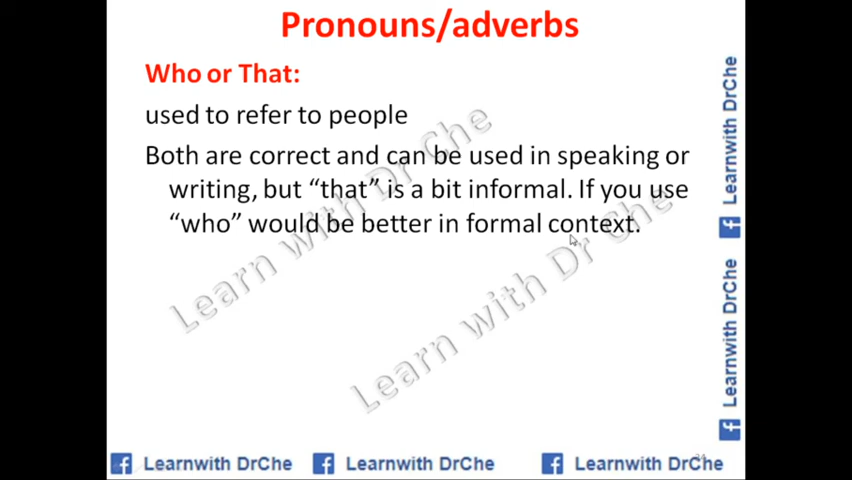 Pronouns/adverbs
Who or That:
used to refer to people
Both are correct and can be used in speaking or
writing, but “that” is a bit informal. If you use
“who” would be better in formal context.
Learn with Dr Che
Learn with Dr Che
Learnwith DrChe
Learnwith DrChe
Learnwith DrChe
Learnwith DrChe
Learnwith DrChe